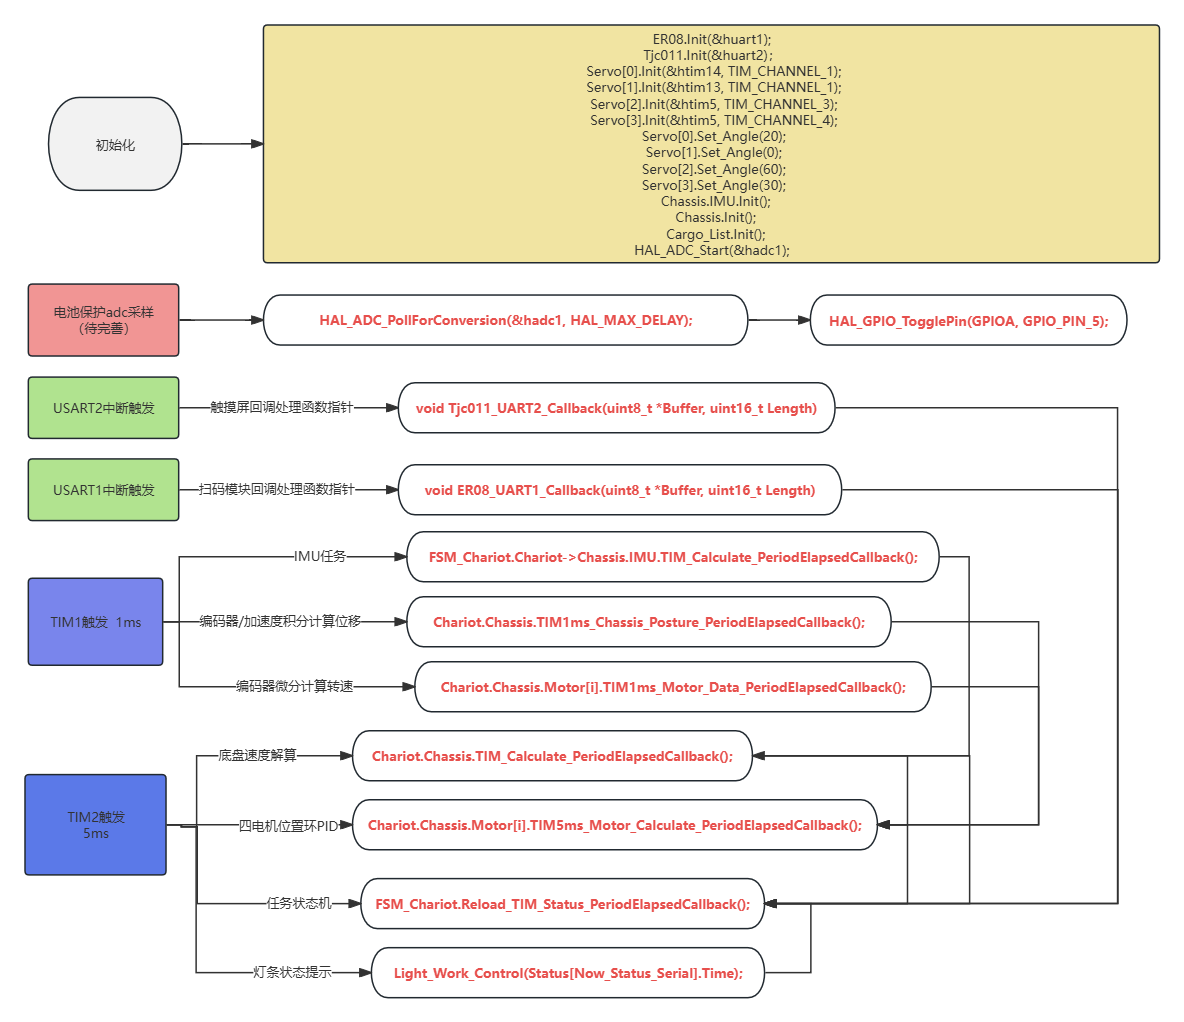 初始化
ER08.Init(&huart1);
Tjc011.Init(&huart2);
Servo[0].Init(&htim14, TIM_CHANNEL_1);
Servo[1].Init(&htim13, TIM_CHANNEL_1);
Servo[2].Init(&htim5, TIM_CHANNEL_3);
Servo[3].Init(&htim5, TIM_CHANNEL_4);
Servo[0].Set_Angle(20);
Servo[1].Set_Angle(0);
Servo[2].Set_Angle(60);
Servo[3].Set_Angle(30);
Chassis.IMU.Init();
Chassis.Init();
Cargo_List.Init();
HAL_ADC_Start(&hadc1);
电池保护adc采样
（待完善）
HAL_ADC_PollForConversion(&hadc1, HAL_MAX_DELAY);
HAL_GPIO_TogglePin(GPIOA, GPIO_PIN_5);
USART2中断触发
触摸屏回调处理函数指针
void Tjc011_UART2_Callback(uint8_t *Buffer, uint16_t Length)
USART1中断触发
扫码模块回调处理函数指针
void ER08_UART1_Callback(uint8_t *Buffer, uint16_t Length)
TIM1触发 1ms
IMU任务
FSM_Chariot.Chariot->Chassis.IMU.TIM_Calculate_PeriodElapsedCallback();
编码器/加速度积分计算位移
Chariot.Chassis.TIM1ms_Chassis_Posture_PeriodElapsedCallback();
编码器微分计算转速
Chariot.Chassis.Motor[i].TIM1ms_Motor_Data_PeriodElapsedCallback();
TIM2触发
5ms
底盘速度解算
Chariot.Chassis.TIM_Calculate_PeriodElapsedCallback();
四电机位置环PID
Chariot.Chassis.Motor[i].TIM5ms_Motor_Calculate_PeriodElapsedCallback();
任务状态机
FSM_Chariot.Reload_TIM_Status_PeriodElapsedCallback();
灯条状态提示
Light_Work_Control(Status[Now_Status_Serial].Time);